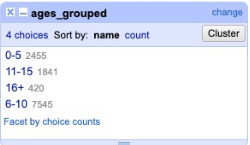 ages_grouped change
4 choices Sort by: name count Cluster
0-5 2455
11-15 1841
16+ 420
6-10 7545
Facet by choice counts